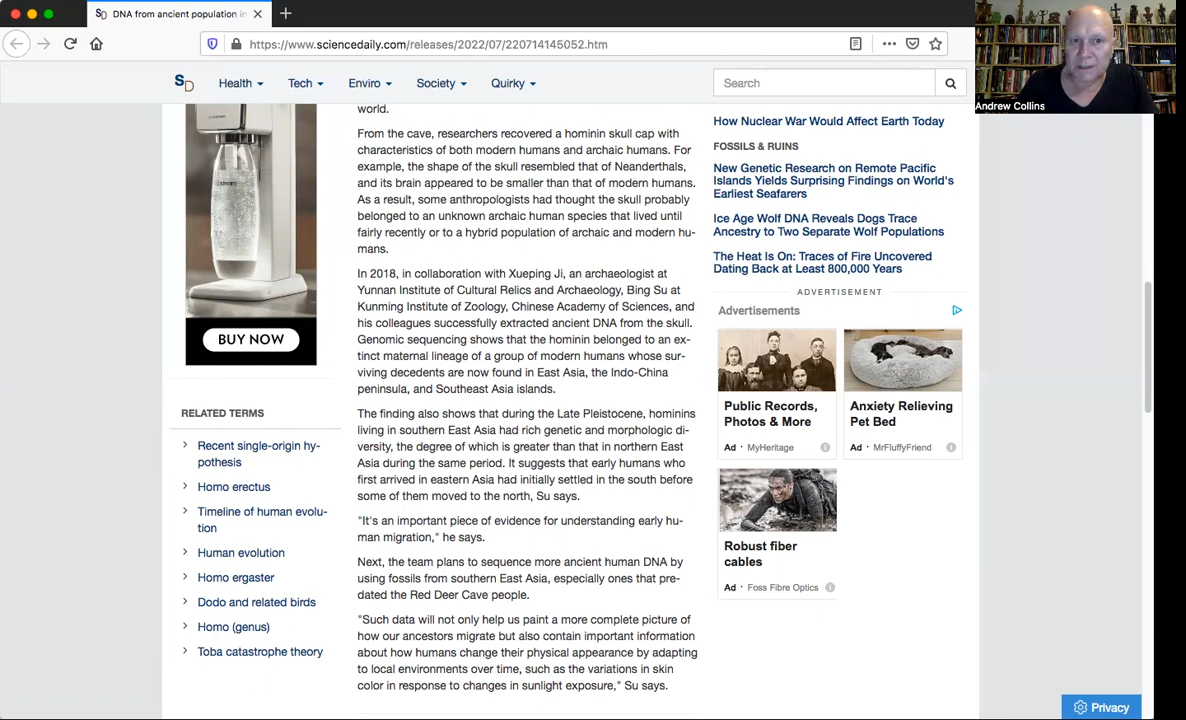 SD DNA from ancient population in
https://www.sciencedaily.com/releases/2022/07/220714145052.htm
Andrew Collins
SD
Health
Tech
Enviro
Society
Quirky
Search
BUY NOW
RELATED TERMS
Recent single-origin hy-
pothesis
Homo erectus
Timeline of human evolu-
tion
Human evolution
Homo ergaster
Dodo and related birds
Homo (genus)
Toba catastrophe theory
world.
From the cave, researchers recovered a hominin skull cap with
characteristics of both modern humans and archaic humans. For
example, the shape of the skull resembled that of Neanderthals,
and its brain appeared to be smaller than that of modern humans.
As a result, some anthropologists had thought the skull probably
belonged to an unknown archaic human species that lived until
fairly recently or to a hybrid population of archaic and modern hu-
mans.
In 2018, in collaboration with Xueping Ji, an archaeologist at
Yunnan Institute of Cultural Relics and Archaeology, Bing Su at
Kunming Institute of Zoology, Chinese Academy of Sciences, and
his colleagues successfully extracted ancient DNA from the skull.
Genomic sequencing shows that the hominin belonged to an ex-
tinct maternal lineage of a group of modern humans whose sur-
viving decedents are now found in East Asia, the Indo-China
peninsula, and Southeast Asia islands.
The finding also shows that during the Late Pleistocene, hominins
living in southern East Asia had rich genetic and morphologic di-
versity, the degree of which is greater than that in northern East
Asia during the same period. It suggests that early humans who
first arrived in eastern Asia had initially settled in the south before
some of them moved to the north, Su says.
"It's an important piece of evidence for understanding early hu-
man migration," he says.
Next, the team plans to sequence more ancient human DNA by
using fossils from southern East Asia, especially ones that pre-
dated the Red Deer Cave people.
"Such data will not only help us paint a more complete picture of
how our ancestors migrate but also contain important information
about how humans change their physical appearance by adapting
to local environments over time, such as the variations in skin
color in response to changes in sunlight exposure," Su says.
How Nuclear War Would Affect Earth Today
FOSSILS & RUINS
New Genetic Research on Remote Pacific
Islands Yields Surprising Findings on World's
Earliest Seafarers
Ice Age Wolf DNA Reveals Dogs Trace
Ancestry to Two Separate Wolf Populations
The Heat Is On: Traces of Fire Uncovered
Dating Back at Least 800,000 Years
ADVERTISEMENT
Advertisements
Public Records,
Photos & More
Ad · MyHeritage
Anxiety Relieving
Pet Bed
Ad · MrFluffyFriend
Robust fiber
cables
Ad · Foss Fibre Optics
Privacy